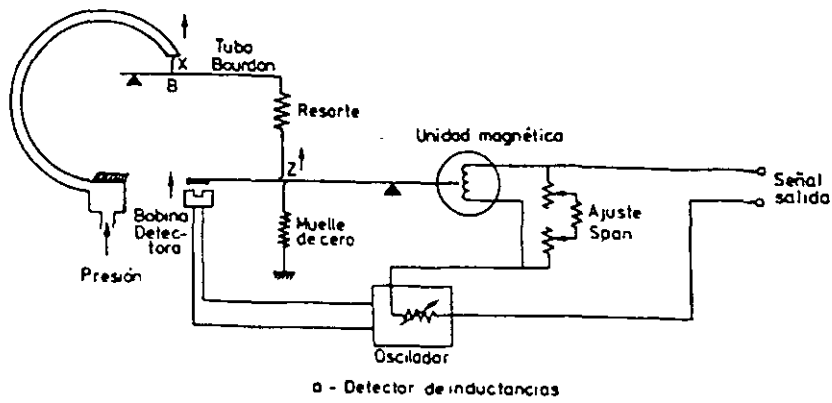 X
Tubo
Bourdon
B
Resorte
Unidad magnética
Z
Señal
salida
Ajuste
Span
Bobina
Detec-
tora
Muelle
de cero
Presión
Oscilador
a - Detector de inductancias